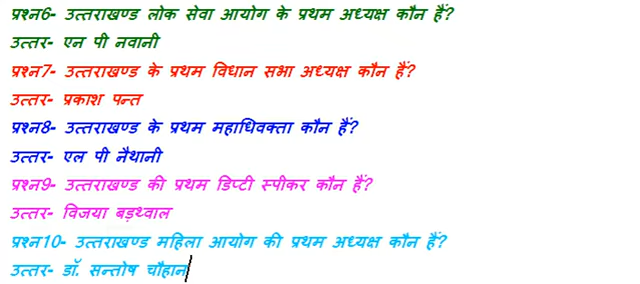 प्रश्न6- उत्तराखण्ड लोक सेवा आयोग के प्रथम अध्यक्ष कौन हैं?
उत्तर- एन पी नवानी
प्रश्न7- उत्तराखण्ड के प्रथम विधान सभा अध्यक्ष कौन हैं?
उत्तर- प्रकाश पन्त
प्रश्न8- उत्तराखण्ड के प्रथम महाधिवक्ता कौन हैं?
उत्तर- एल पी नैथानी
प्रश्न9- उत्तराखण्ड की प्रथम डिप्टी स्पीकर कौन हैं?
उत्तर- विजया बड़थ्वाल
प्रश्न10- उत्तराखण्ड महिला आयोग की प्रथम अध्यक्ष कौन हैं?
उत्तर- डॉ. सन्तोष चौहान